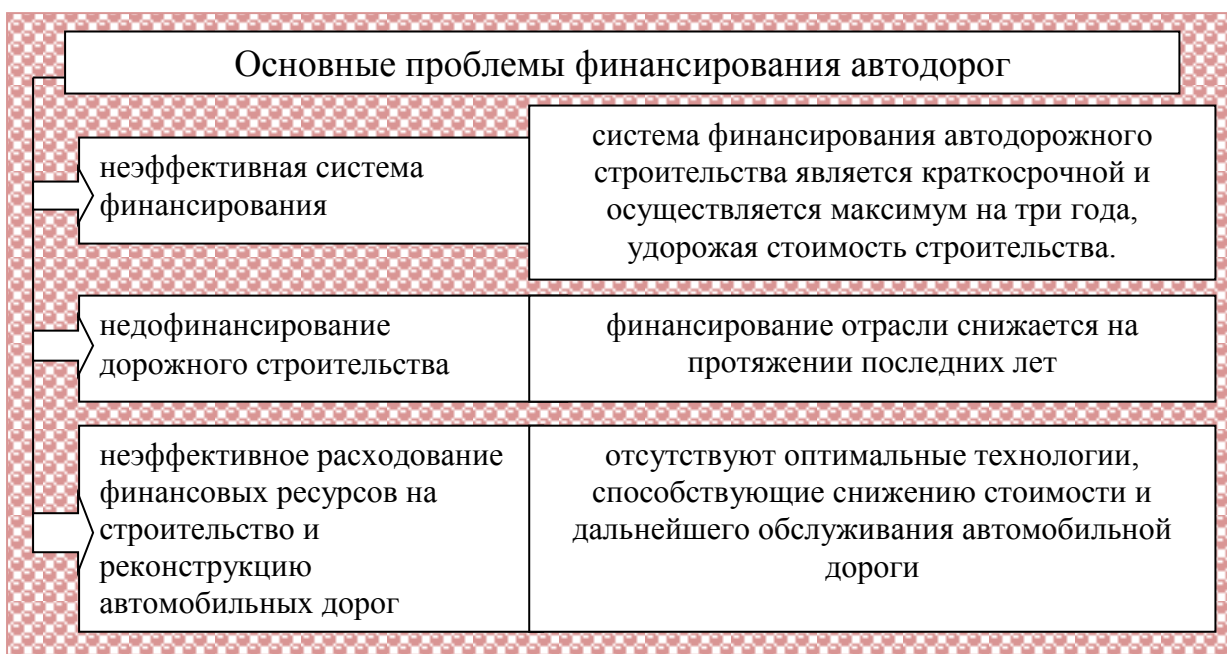 Основные проблемы финансирования автодорог
неэффективная система
финансирования
система финансирования автодорожного
строительства является краткосрочной и
осуществляется максимум на три года,
удорожая стоимость строительства.
недофинансирование
дорожного строительства
финансирование отрасли снижается на
протяжении последних лет
неэффективное расходование
финансовых ресурсов на
строительство и
реконструкцию
автомобильных дорог
отсутствуют оптимальные технологии,
способствующие снижению стоимости и
дальнейшего обслуживания автомобильной
дороги